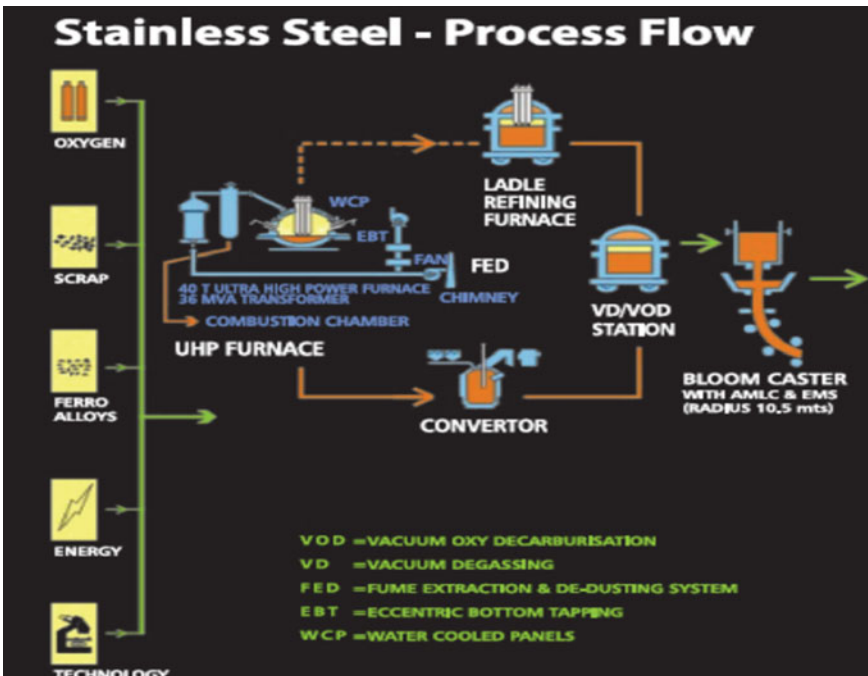 Stainless Steel - Process Flow
OXYGEN
SCRAP
FERRO
ALLOYS
ENERGY
TECHNOLOGY
WCP
EBT
FAN
FED
CHIMNEY
40 T ULTRA HIGH POWER FURNACE
36 MVA TRANSFORMER
COMBUSTION CHAMBER
UHP FURNACE
LADLE
REFINING
FURNACE
CONVERTOR
VD/VOD
STATION
BLOOM CASTER
WITH AMLC & EMS
(RADIUS 10.5 mts)
VOD =VACUUM OXY DECARBURISATION
VD =VACUUM DEGASSING
FED =FUME EXTRACTION & DE-DUSTING SYSTEM
EBT =ECCENTRIC BOTTOM TAPPING
WCP =WATER COOLED PANELS